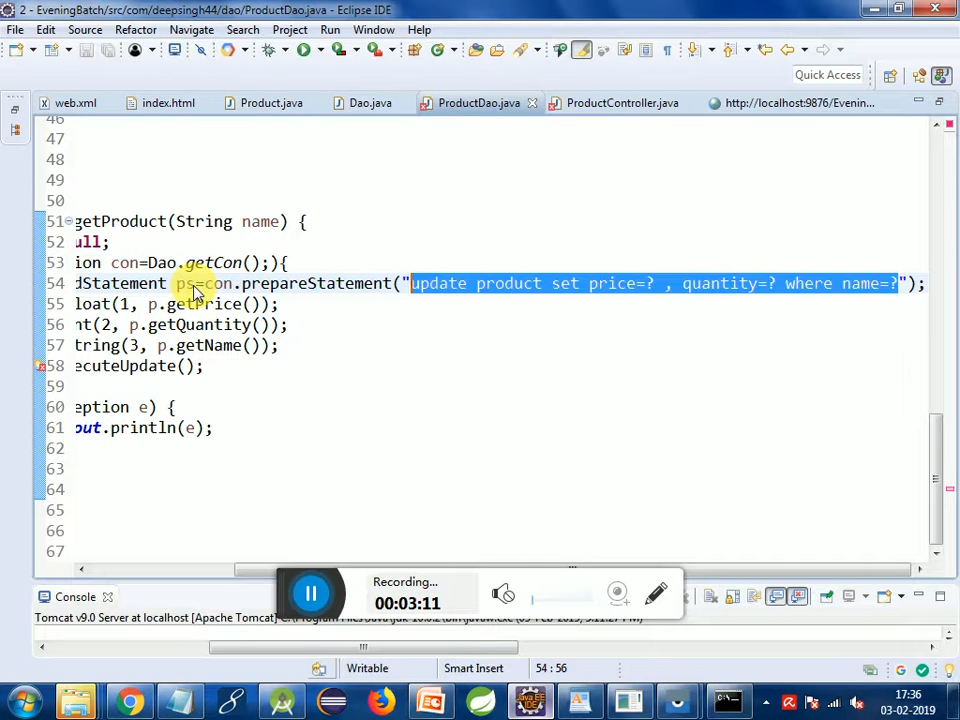 2 - EveningBatch/src/com/deepsingh44/dao/ProductDao.java - Eclipse IDE
File Edit Source Refactor Navigate Search Project Run Window Help
Quick Access
web.xml index.html Product.java Dao.java ProductDao.java ProductController.java http://localhost:9876/Evenin...
46
47
48
49
50
51 getProduct(String name) {
52 ull;
53 ion con=Dao.getCon();){
54 dStatement ps=con.prepareStatement("update product set price=? , quantity=? where name=?");
55 loat(1, p.getPrice());
56 nt(2, p.getQuantity());
57 tring(3, p.getName());
58 ecuteUpdate();
59
60 eption e) {
61 out.println(e);
62
63
64
65
66
67
Recording...
00:03:11
Console
Tomcat v9.0 Server at localhost [Apache Tomcat]
Writable Smart Insert 54 : 56
17:36
03-02-2019